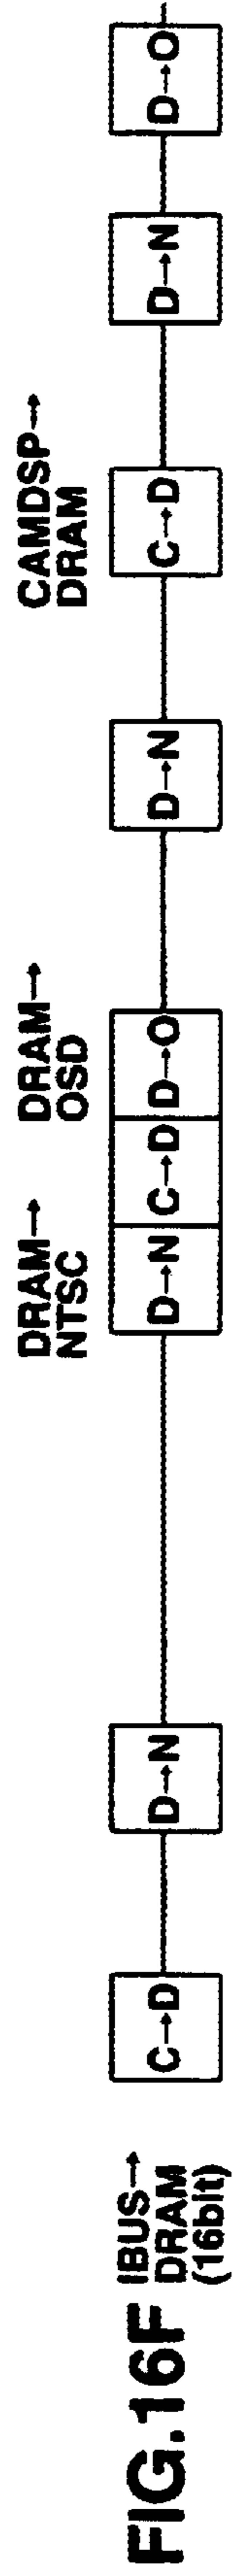 FIG.16F
IBUS→
DRAM
(16bit)
C→D
D→N
DRAM→
NTSC
D→N
C→D
DRAM→
OSD
D→O
D→N
CAMDSP→
DRAM
C→D
D→N
D→O